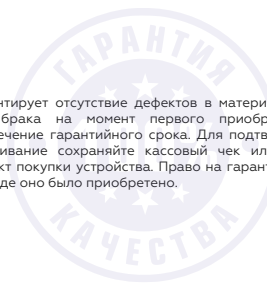 ГАРАНТИЯ
нтирует отсутствие дефектов в матери
брака на момент первого приобр
ечение гарантийного срока. Для подтв
ивание сохраняйте кассовый чек ил
кт покупки устройства. Право на гаран
де оно было приобретено.
КАЧЕСТВА